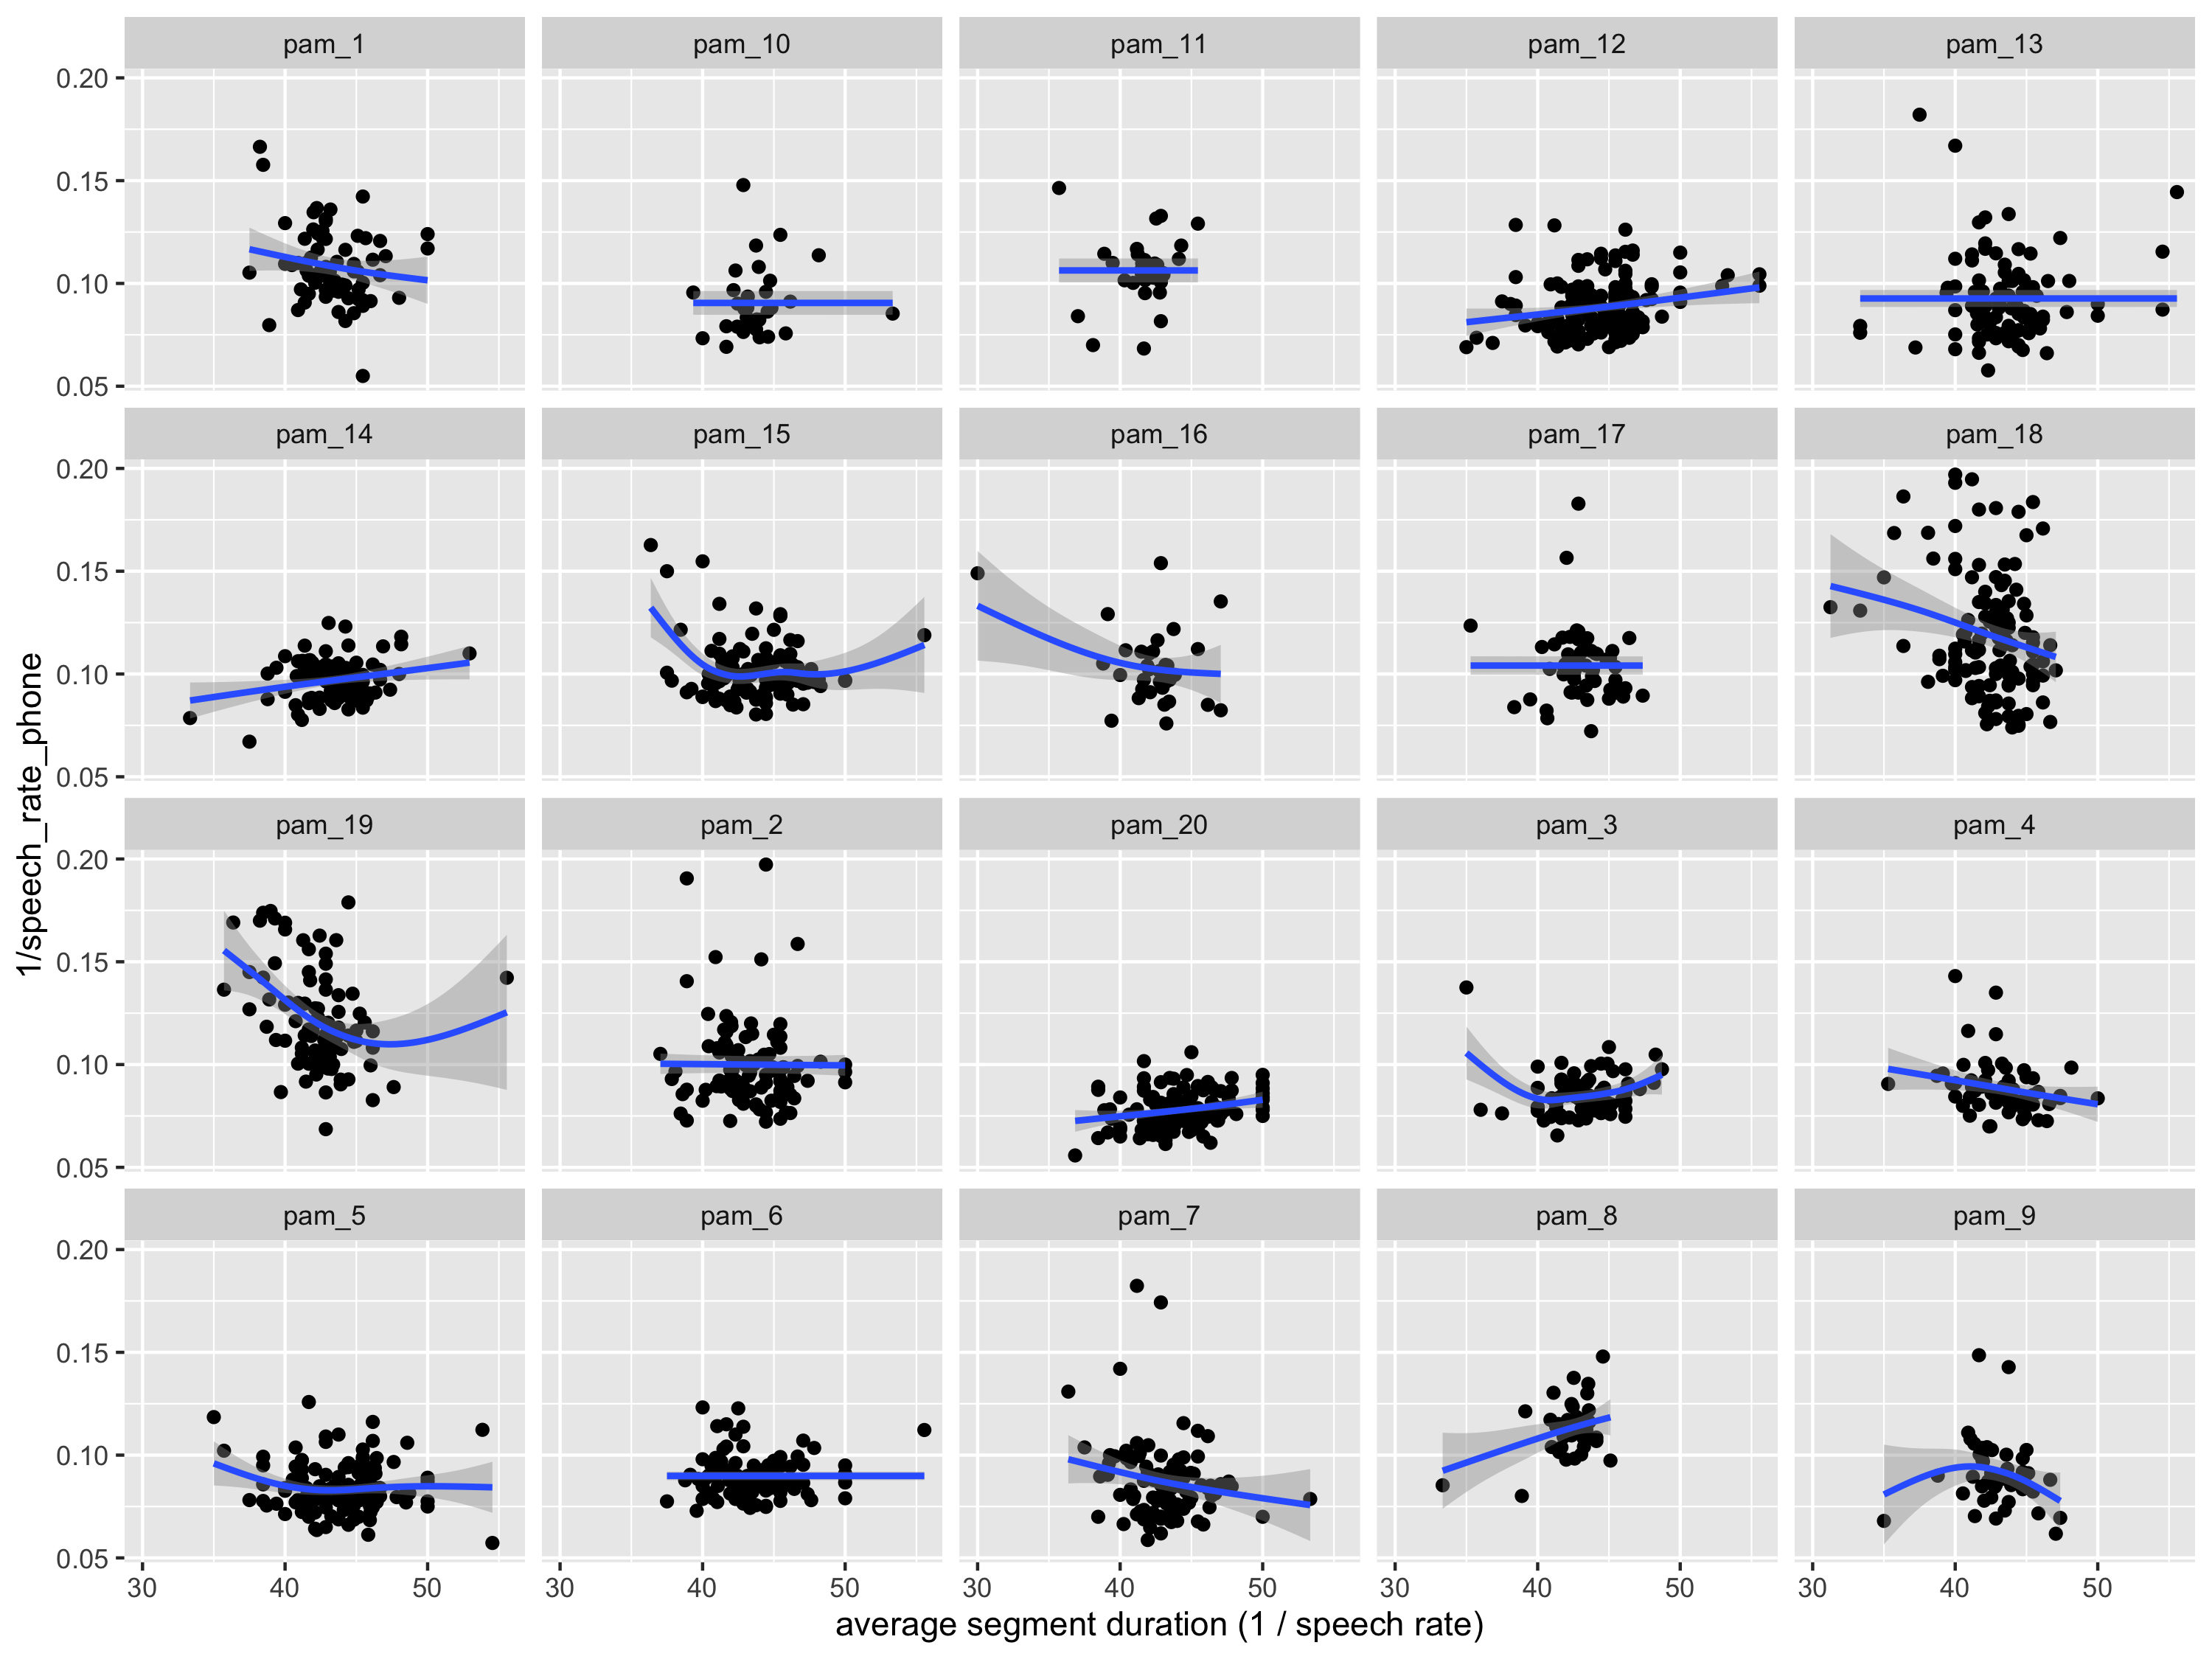 pam_1 pam_10 pam_11 pam_12 pam_13
0.20
0.15
0.10
0.05
pam_14 pam_15 pam_16 pam_17 pam_18
0.20
0.15
0.10
0.05
pam_19 pam_2 pam_20 pam_3 pam_4
0.20
0.15
0.10
0.05
pam_5 pam_6 pam_7 pam_8 pam_9
0.20
0.15
0.10
0.05
30 40 50 30 40 50 30 40 50 30 40 50 30 40 50
average segment duration (1 / speech rate)
1/speech_rate_phone